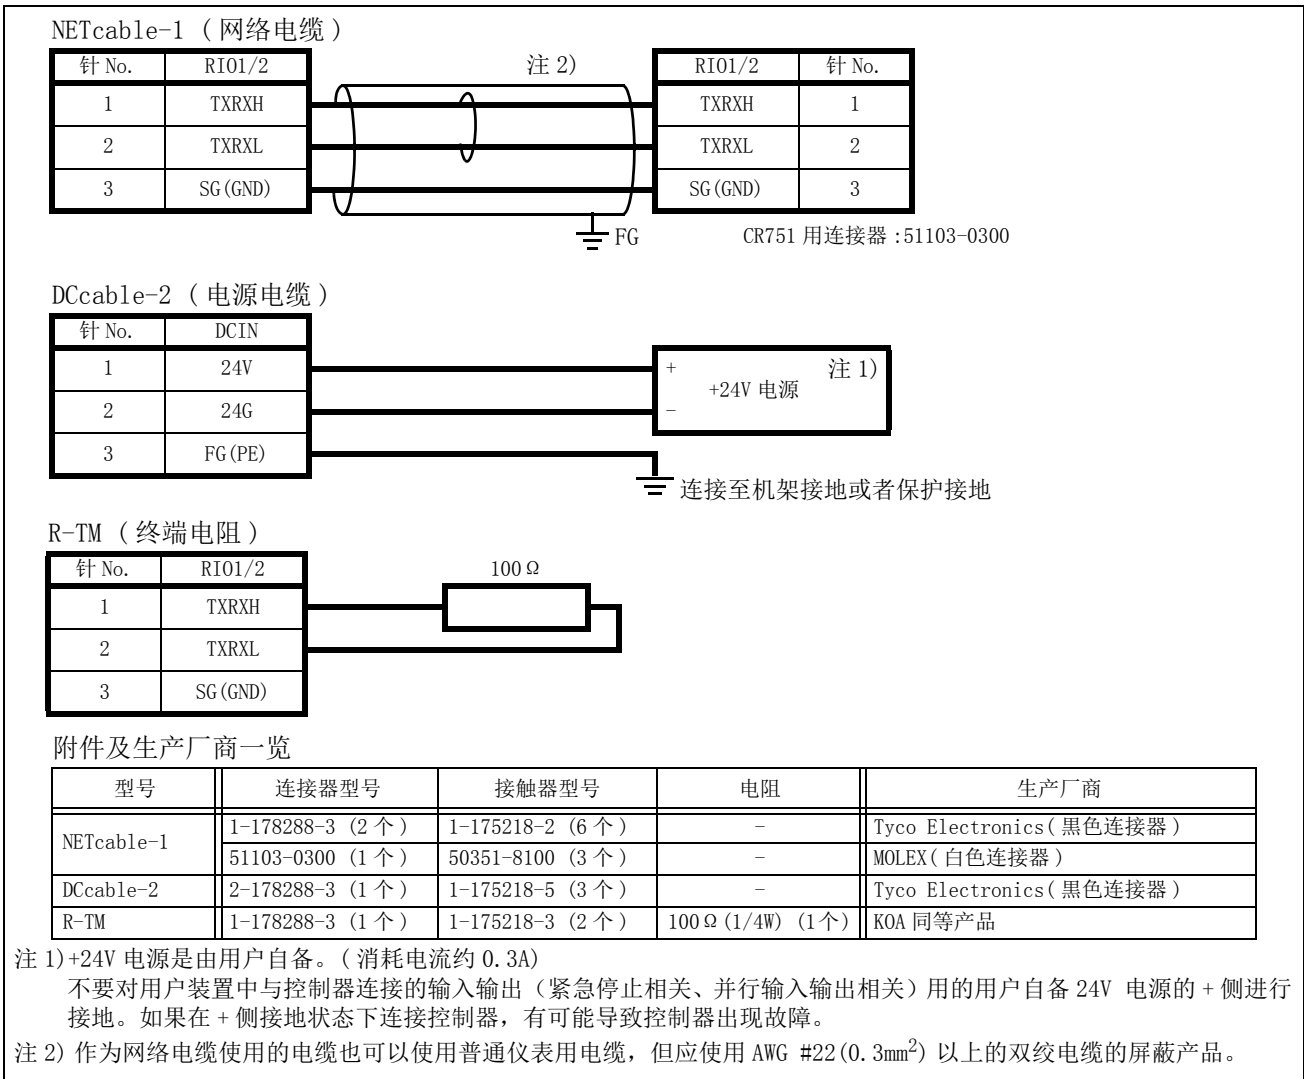 NETcable-1 (网络电缆)
针 No. RIO1/2 注 2) RIO1/2 针 No.
1 TXRXH TXRXH 1
2 TXRXL TXRXL 2
3 SG(GND) SG(GND) 3
FG CR751 用连接器:51103-0300
DCcable-2 (电源电缆)
针 No. DCIN
1 24V + 注 1)
+24V 电源
2 24G −
3 FG(PE)
连接至机架接地或者保护接地
R-TM (终端电阻)
针 No. RIO1/2 100Ω
1 TXRXH
2 TXRXL
3 SG(GND)
附件及生产厂商一览
型号 连接器型号 接触器型号 电阻 生产厂商
NETcable-1 1-178288-3 (2个) 1-175218-2 (6个) − Tyco Electronics(黑色连接器)
51103-0300 (1个) 50351-8100 (3个) − MOLEX(白色连接器)
DCcable-2 2-178288-3 (1个) 1-175218-5 (3个) − Tyco Electronics(黑色连接器)
R-TM 1-178288-3 (1个) 1-175218-3 (2个) 100Ω(1/4W) (1个) KOA 同等产品
注 1)+24V 电源是由用户自备。(消耗电流约 0.3A)
不要对用户装置中与控制器连接的输入输出（紧急停止相关、并行输入输出相关）用的用户自备 24V 电源的 + 侧进行
接地。如果在 + 侧接地状态下连接控制器，有可能导致控制器出现故障。
注 2) 作为网络电缆使用的电缆也可以使用普通仪表用电缆，但应使用 AWG #22(0.3mm²) 以上的双绞电缆的屏蔽产品。